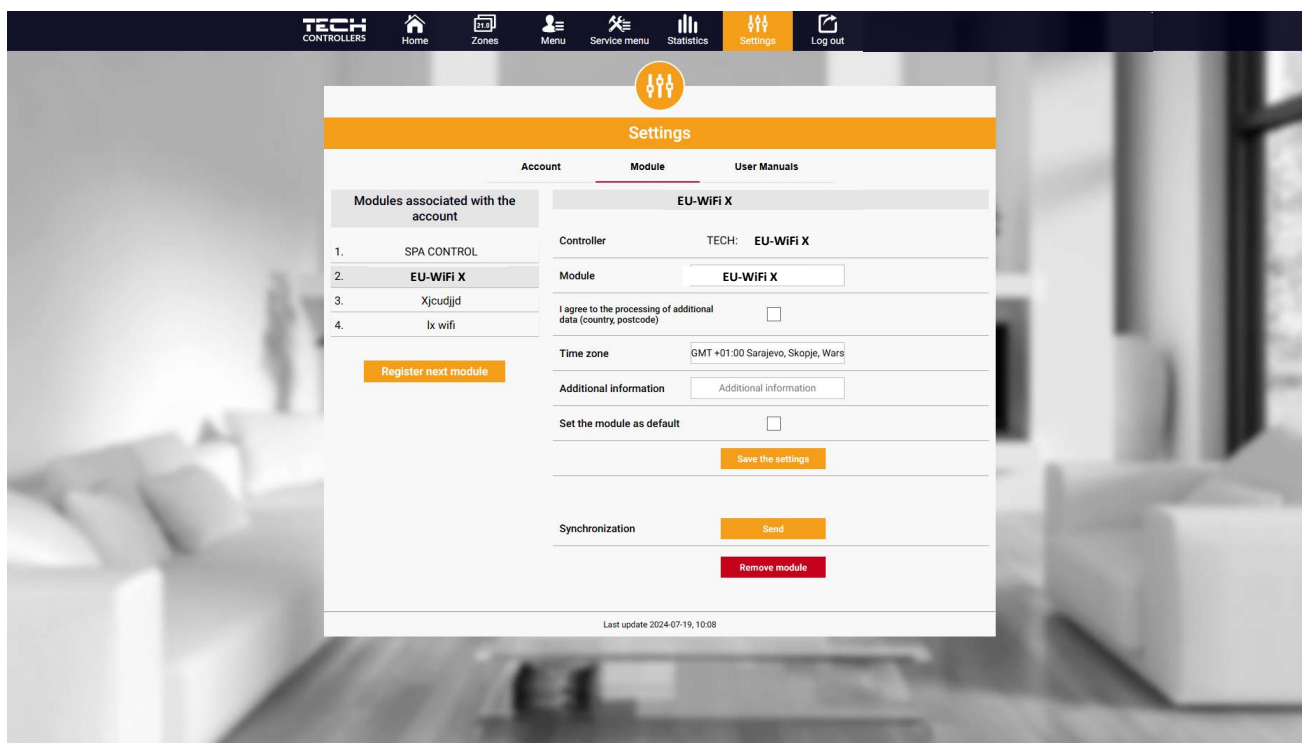 TECH
CONTROLLERS
Home
21.0
Zones
Menu
Service menu
Statistics
Settings
Log out
Settings
Account
Module
User Manuals
Modules associated with the
account
1. SPA CONTROL
2. EU-WiFi X
3. Xjcudjjd
4. lx wifi
Register next module
EU-WiFi X
Controller TECH: EU-WiFi X
Module EU-WiFi X
I agree to the processing of additional
data (country, postcode)
Time zone GMT +01:00 Sarajevo, Skopje, Wars
Additional information Additional information
Set the module as default
Save the settings
Synchronization Send
Remove module
Last update 2024-07-19, 10:08